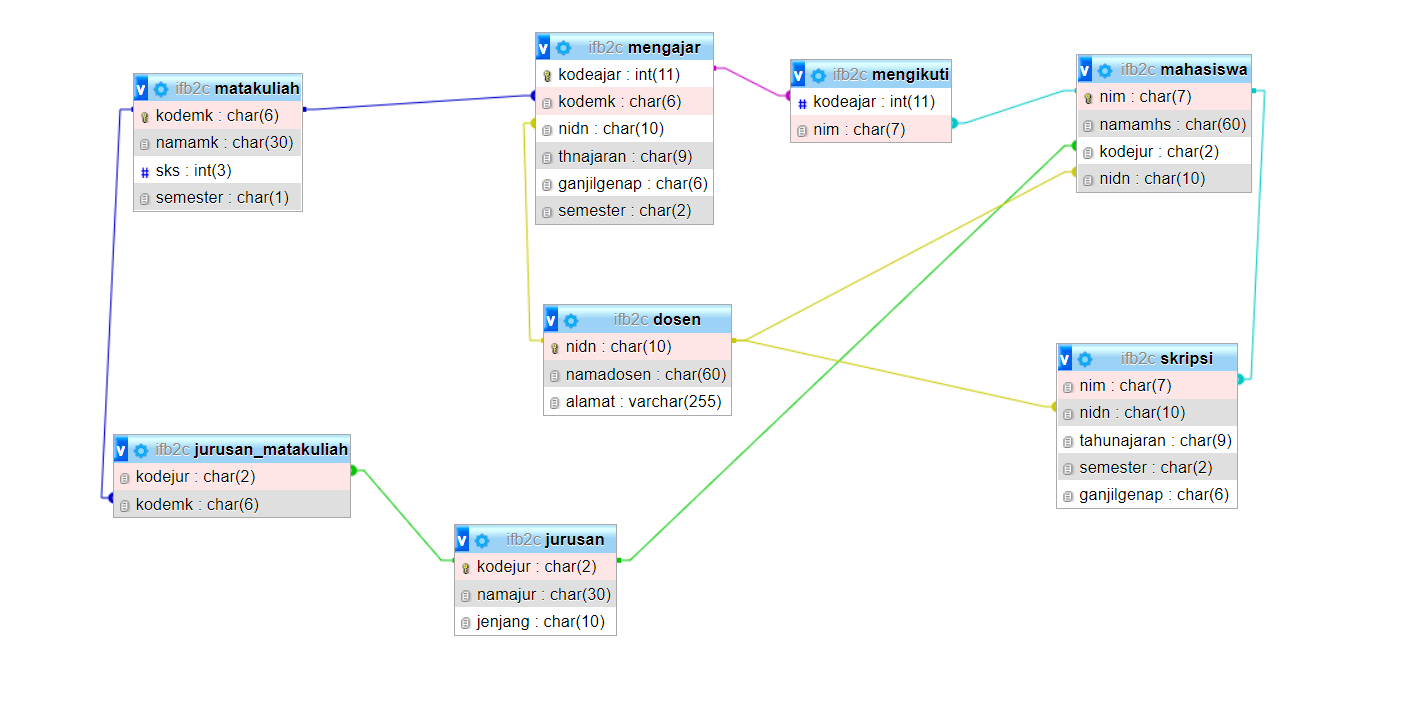 v ifb2c mengajar
kodeajar : int(11)
kodemk : char(6)
nidn : char(10)
thnajaran : char(9)
ganjilgenap : char(6)
semester : char(2)
v ifb2c mengikuti
# kodeajar : int(11)
nim : char(7)
v ifb2c mahasiswa
nim : char(7)
namamhs : char(60)
kodejur : char(2)
nidn : char(10)
v ifb2c matakuliah
kodemk : char(6)
namamk : char(30)
# sks : int(3)
semester : char(1)
v ifb2c dosen
nidn : char(10)
namadosen : char(60)
alamat : varchar(255)
v ifb2c skripsi
nim : char(7)
nidn : char(10)
tahunajaran : char(9)
semester : char(2)
ganjilgenap : char(6)
v ifb2c jurusan_matakuliah
kodejur : char(2)
kodemk : char(6)
v ifb2c jurusan
kodejur : char(2)
namajur : char(30)
jenjang : char(10)